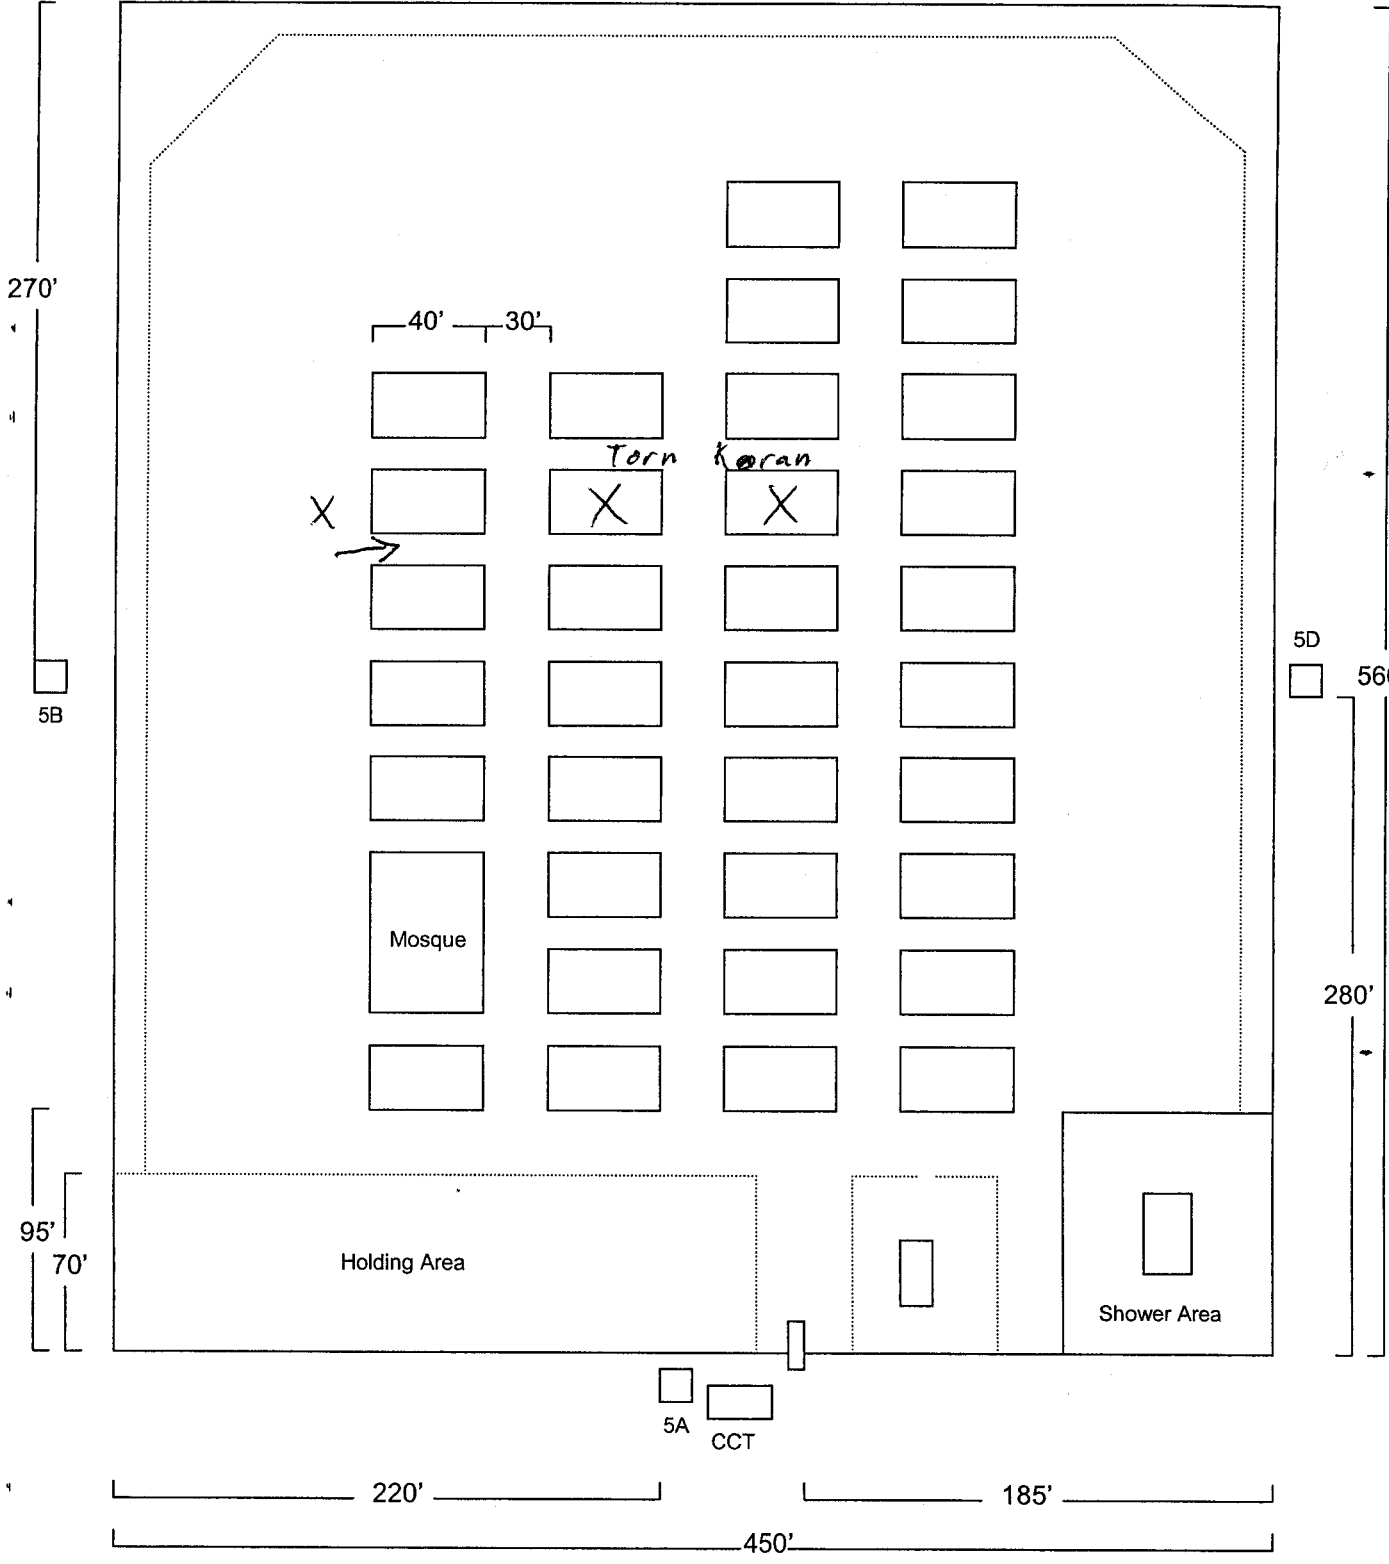 270'
40' 30'
Torn Koran
X X X
5D
5B
Mosque
280'
95'
70'
Holding Area
Shower Area
5A
CCT
220' 185'
450'